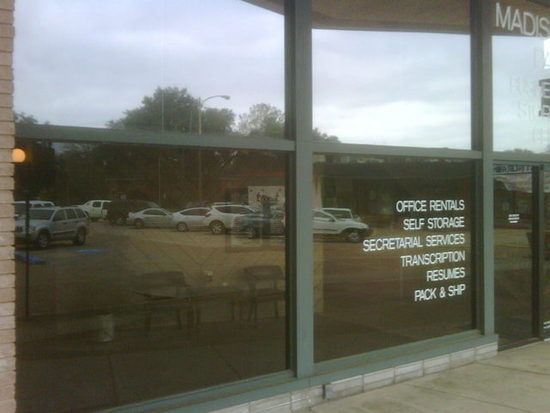 MADIS
OFFICE RENTALS
SELF STORAGE
SECRETARIAL SERVICES
TRANSCRIPTION
RESUMES
PACK & SHIP